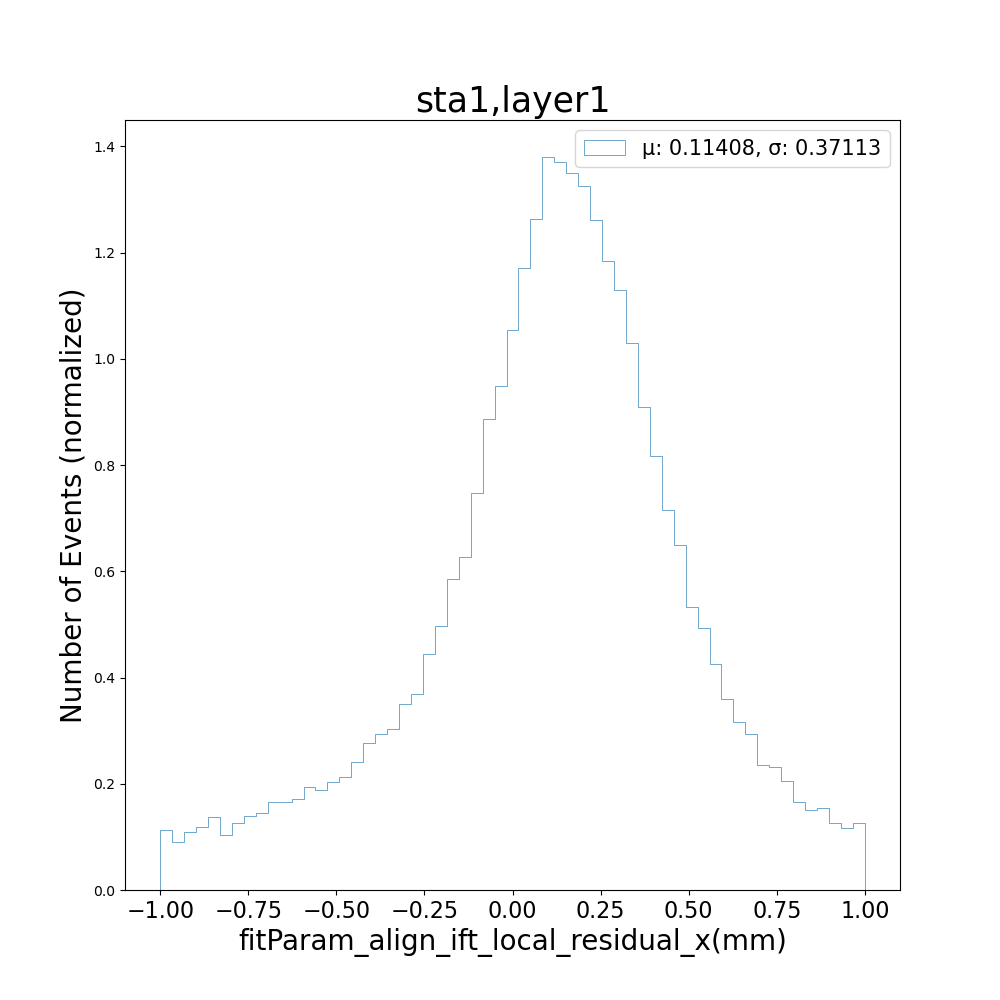 sta1,layer1
μ: 0.11408, σ: 0.37113
Number of Events (normalized)
1.4
1.2
1.0
0.8
0.6
0.4
0.2
0.0
−1.00 −0.75 −0.50 −0.25 0.00 0.25 0.50 0.75 1.00
fitParam_align_ift_local_residual_x(mm)